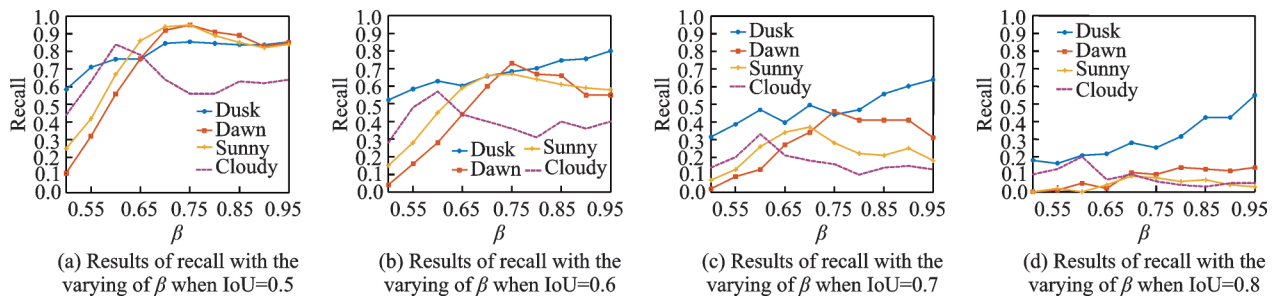 1.0
0.9
0.8
0.7
0.6
0.5
0.4
0.3
0.2
0.1
0.0
Recall
Dusk
Dawn
Sunny
Cloudy
0.55 0.65 0.75 0.85 0.95
β
(a) Results of recall with the
varying of β when IoU=0.5
1.0
0.9
0.8
0.7
0.6
0.5
0.4
0.3
0.2
0.1
0.0
Recall
Dusk Sunny
Dawn Cloudy
0.55 0.65 0.75 0.85 0.95
β
(b) Results of recall with the
varying of β when IoU=0.6
1.0
0.9
0.8
0.7
0.6
0.5
0.4
0.3
0.2
0.1
0.0
Recall
Dusk
Dawn
Sunny
Cloudy
0.55 0.65 0.75 0.85 0.95
β
(c) Results of recall with the
varying of β when IoU=0.7
1.0
0.9
0.8
0.7
0.6
0.5
0.4
0.3
0.2
0.1
0.0
Recall
Dusk
Dawn
Sunny
Cloudy
0.55 0.65 0.75 0.85 0.95
β
(d) Results of recall with the
varying of β when IoU=0.8